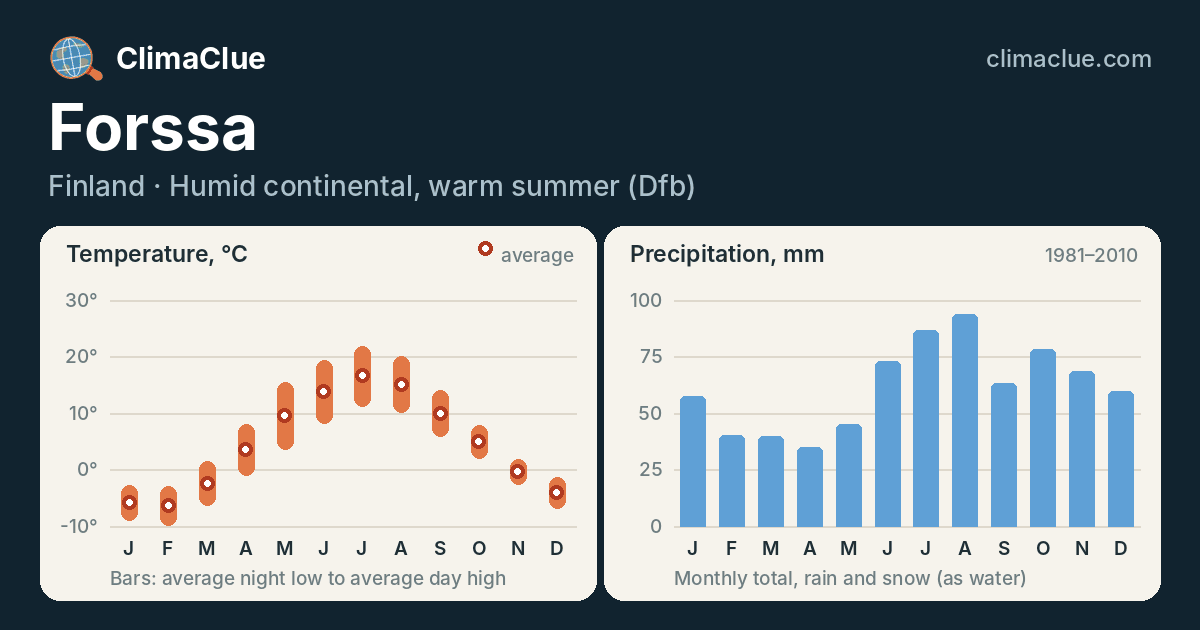 ClimaClue
climaclue.com
Forssa
Finland · Humid continental, warm summer (Dfb)
Temperature, °C
average
30°
20°
10°
0°
-10°
J F M A M J J A S O N D
Bars: average night low to average day high
Precipitation, mm
1981–2010
100
75
50
25
0
J F M A M J J A S O N D
Monthly total, rain and snow (as water)